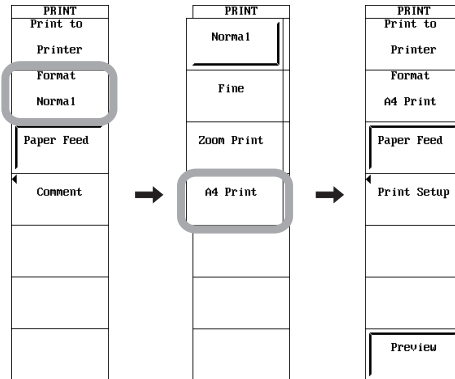 PRINT
Print to
Printer
Format
Normal
Paper Feed
Comment
PRINT
Normal
Fine
Zoom Print
A4 Print
PRINT
Print to
Printer
Format
A4 Print
Paper Feed
Print Setup
Preview